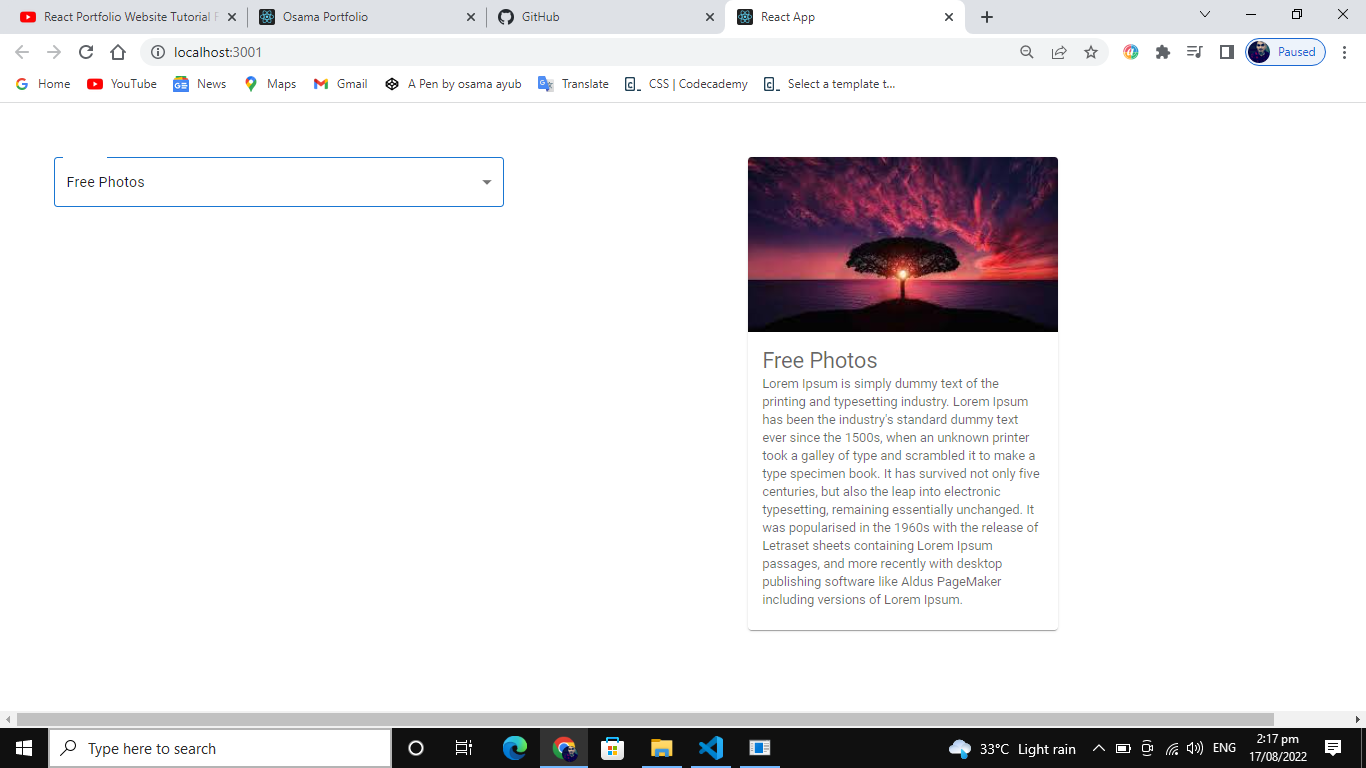 React Portfolio Website Tutorial F
Osama Portfolio
GitHub
React App
localhost:3001
Paused
Home
YouTube
News
Maps
Gmail
A Pen by osama ayub
Translate
CSS | Codecademy
Select a template t...
Free Photos
Free Photos
Lorem Ipsum is simply dummy text of the
printing and typesetting industry. Lorem Ipsum
has been the industry's standard dummy text
ever since the 1500s, when an unknown printer
took a galley of type and scrambled it to make a
type specimen book. It has survived not only five
centuries, but also the leap into electronic
typesetting, remaining essentially unchanged. It
was popularised in the 1960s with the release of
Letraset sheets containing Lorem Ipsum
passages, and more recently with desktop
publishing software like Aldus PageMaker
including versions of Lorem Ipsum.
Type here to search
33°C Light rain
ENG
2:17 pm
17/08/2022